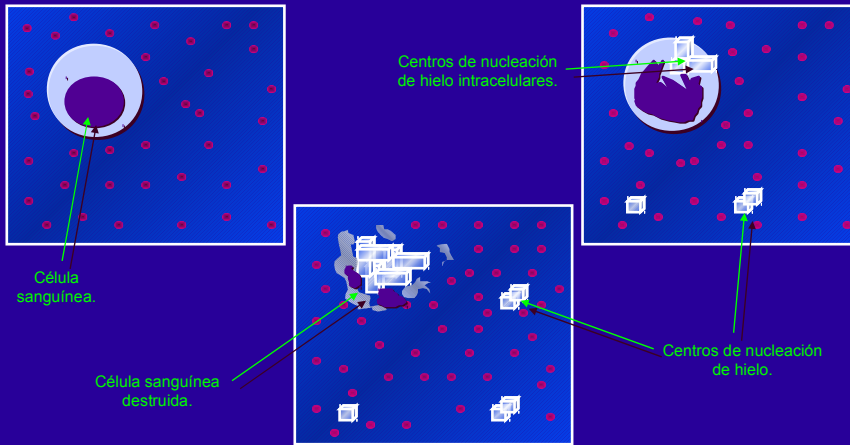 Centros de nucleación
de hielo intracelulares.
Célula
sanguínea.
Centros de nucleación
de hielo.
Célula sanguínea
destruida.